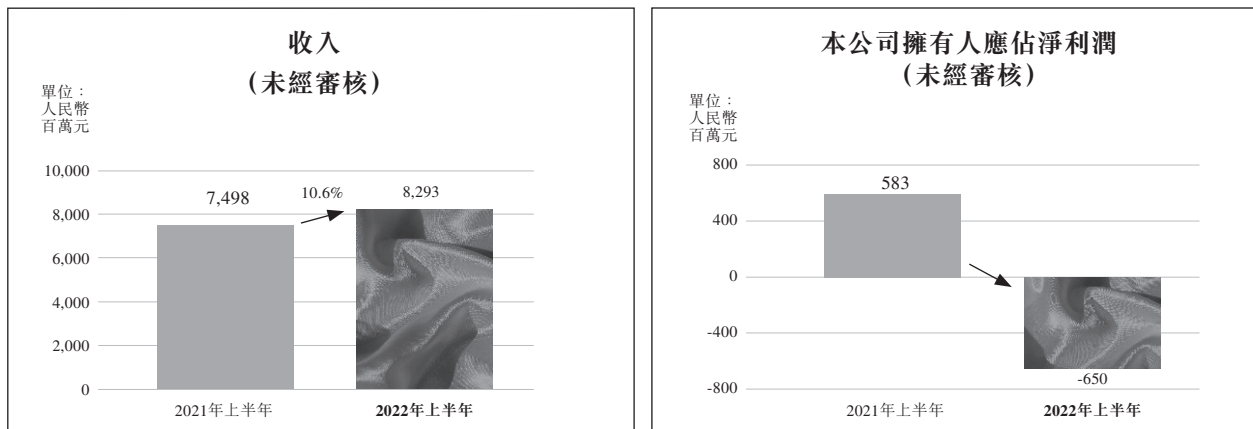 收入
(未經審核)
單位：
人民幣
百萬元
10,000
8,000
6,000
4,000
2,000
0
7,498
10.6%
8,293
2021年上半年
2022年上半年
本公司擁有人應佔淨利潤
(未經審核)
單位：
人民幣
百萬元
800
400
0
-400
-800
583
-650
2021年上半年
2022年上半年